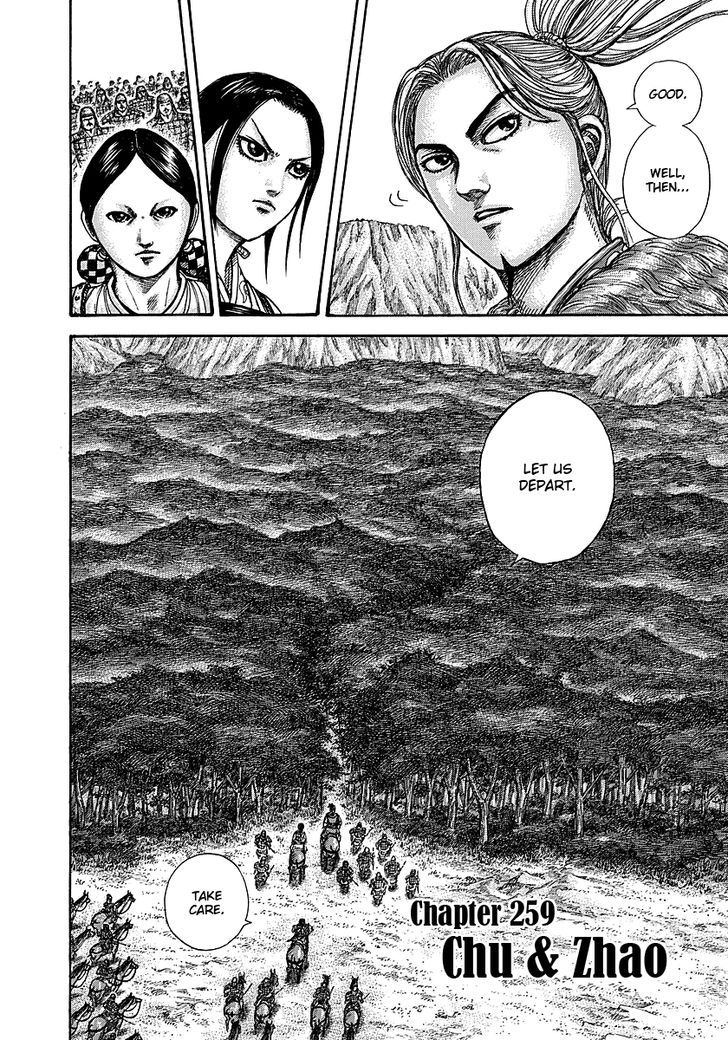 GOOD.
WELL,
THEN...
LET US
DEPART.
TAKE
CARE.
Chapter 259
Chu & Zhao